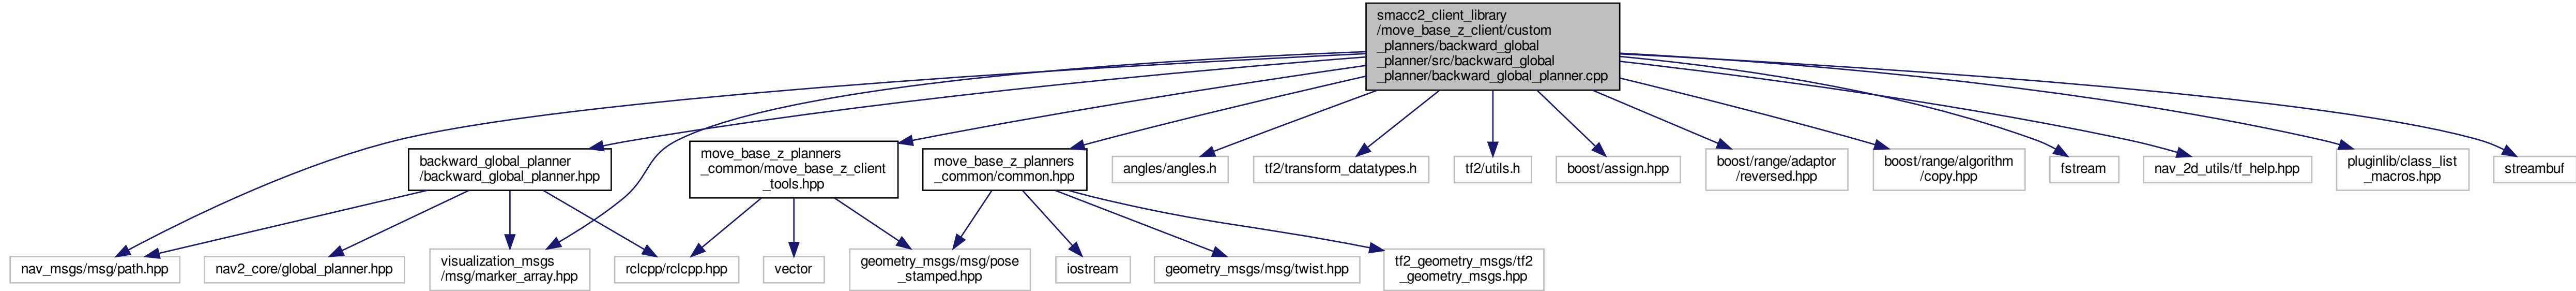 smacc2_client_library
/move_base_z_client/custom
_planners/backward_global
_planner/src/backward_global
_planner/backward_global_planner.cpp
backward_global_planner
/backward_global_planner.hpp
move_base_z_planners
_common/move_base_z_client
_tools.hpp
move_base_z_planners
_common/common.hpp
angles/angles.h
tf2/transform_datatypes.h
tf2/utils.h
boost/assign.hpp
boost/range/adaptor
/reversed.hpp
boost/range/algorithm
/copy.hpp
fstream
nav_2d_utils/tf_help.hpp
pluginlib/class_list
_macros.hpp
streambuf
nav_msgs/msg/path.hpp
nav2_core/global_planner.hpp
visualization_msgs
/msg/marker_array.hpp
rclcpp/rclcpp.hpp
vector
geometry_msgs/msg/pose
_stamped.hpp
iostream
geometry_msgs/msg/twist.hpp
tf2_geometry_msgs/tf2
_geometry_msgs.hpp